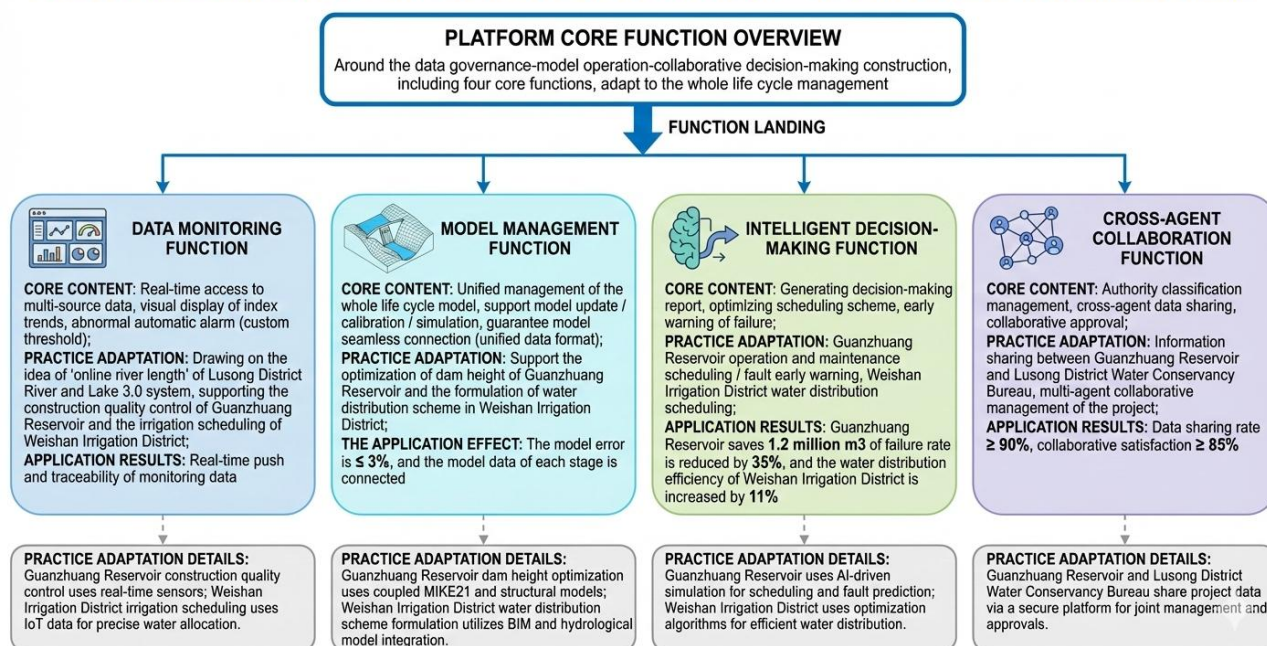 PLATFORM CORE FUNCTION OVERVIEW
Around the data governance-model operation-collaborative decision-making construction,
including four core functions, adapt to the whole life cycle management
FUNCTION LANDING
DATA MONITORING
FUNCTION
CORE CONTENT: Real-time access to
multi-source data, visual display of index
trends, abnormal automatic alarm (custom
threshold);
PRACTICE ADAPTATION: Drawing on the
idea of 'online river length' of Lusong District
River and Lake 3.0 system, supporting the
construction quality control of Guanzhuang
Reservoir and the irrigation scheduling of
Weishan Irrigation District;
APPLICATION RESULTS: Real-time push
and traceability of monitoring data
MODEL MANAGEMENT
FUNCTION
CORE CONTENT: Unified management of the
whole life cycle model, support model update /
calibration / simulation, guarantee model
seamless connection (unified data format);
PRACTICE ADAPTATION: Support the
optimization of dam height of Guanzhuang
Reservoir and the formulation of water
distribution scheme in Weishan Irrigation
District;
THE APPLICATION EFFECT: The model error
is ≤ 3%, and the model data of each stage is
connected
INTELLIGENT DECISION-
MAKING FUNCTION
CORE CONTENT: Generating decision-making
report, optimlzing scheduling scheme, early
warning of failure;
PRACTICE ADAPTATION: Guanzhuang
Reservoir operation and maintenance
scheduling / fault early warning, Weishan
Irrigation District water distribution
scheduling;
APPLICATION RESULTS: Guanzhuang
Reservoir saves 1.2 million m3 of failure rate
is reduced by 35%, and the water distribution
efficiency of Weishan Irrigation District is
increased by 11%
CROSS-AGENT
COLLABORATION
FUNCTION
CORE CONTENT: Authority classification
management, cross-agent data sharing,
collaborative approval;
PRACTICE ADAPTATION: Information
sharing between Guanzhuang Reservoir
and Lusong District Water Conservancy
Bureau, multi-agent collaborative
management of the project;
APPLICATION RESULTS: Data sharing rate
≥ 90%, collaborative satisfaction ≥ 85%
PRACTICE ADAPTATION DETAILS:
Guanzhuang Reservoir construction quality
control uses real-time sensors; Weishan
Irrigation District irrigation scheduling uses
IoT data for precise water allocation.
PRACTICE ADAPTATION DETAILS:
Guanzhuang Reservoir dam height optimization
uses coupled MIKE21 and structural models;
Weishan Irrigation District water distribution
scheme formulation utilizes BIM and hydrological
model integration.
PRACTICE ADAPTATION DETAILS:
Guanzhuang Reservoir uses AI-driven
simulation for scheduling and fault prediction;
Weishan Irrigation District uses optimization
algorithms for efficient water distribution.
PRACTICE ADAPTATION DETAILS:
Guanzhuang Reservoir and Lusong District
Water Conservancy Bureau share project data
via a secure platform for joint management and
approvals.